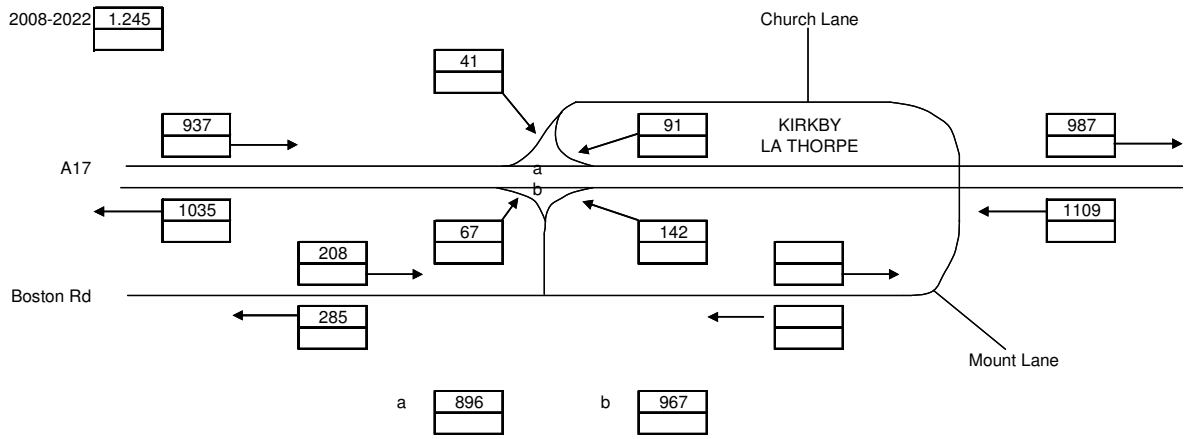 2008-2022 1.245
Church Lane
41
937
91
KIRKBY
LA THORPE
987
A17
a
b
1035
67
142
1109
208
Boston Rd
285
Mount Lane
a 896 b 967